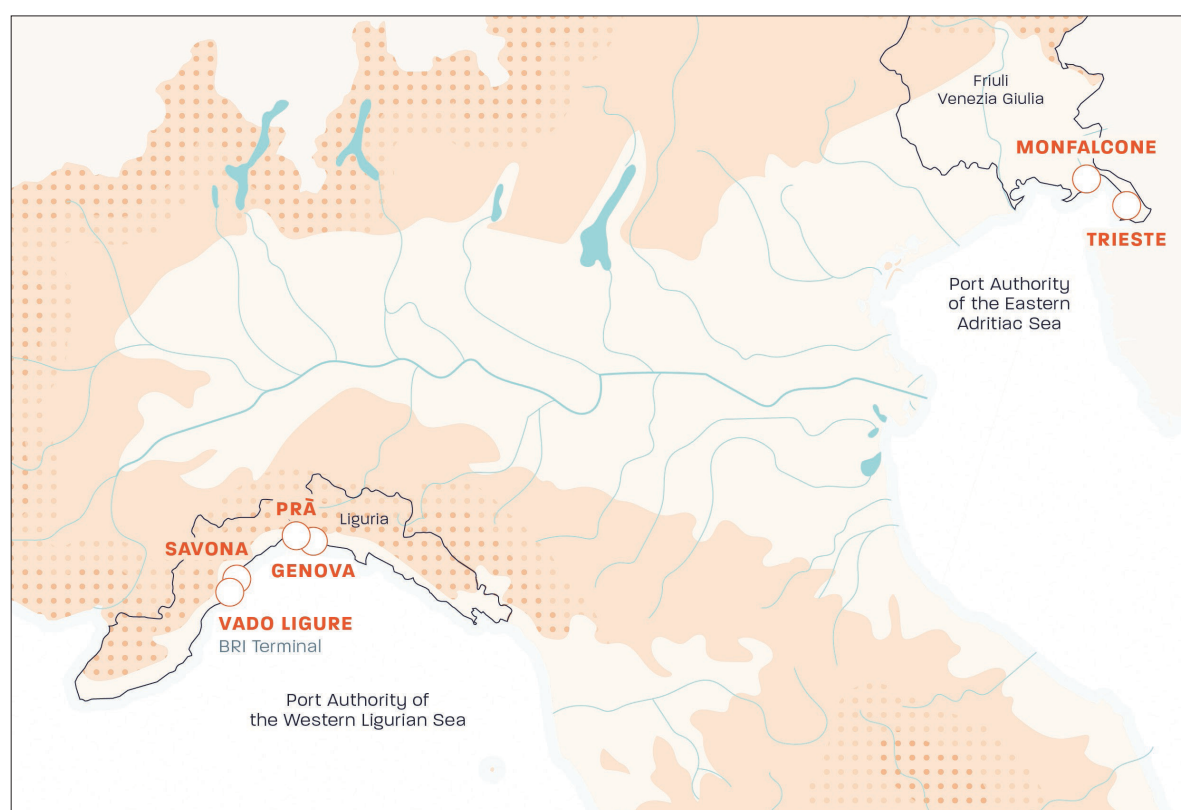 Friuli
Venezia Giulia
MONFALCONE
TRIESTE
Port Authority
of the Eastern
Adritiac Sea
PRÀ
Liguria
SAVONA
GENOVA
VADO LIGURE
BRI Terminal
Port Authority of
the Western Ligurian Sea